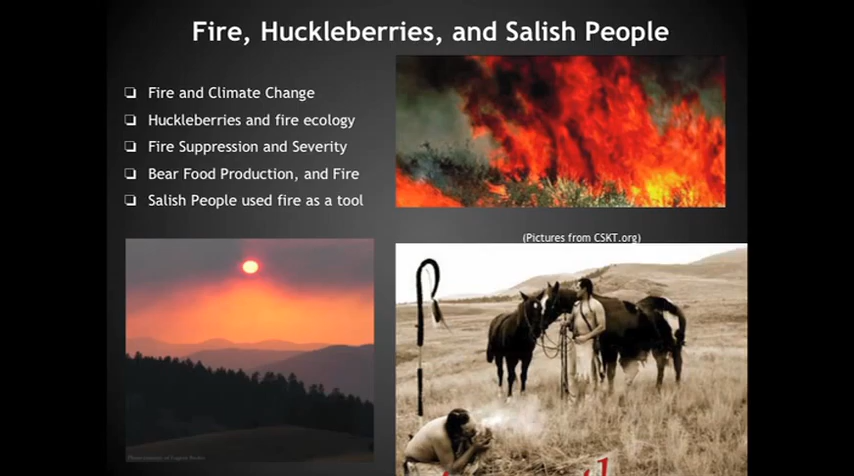 Fire, Huckleberries, and Salish People
❏ Fire and Climate Change
❏ Huckleberries and fire ecology
❏ Fire Suppression and Severity
❏ Bear Food Production, and Fire
❏ Salish People used fire as a tool
(Pictures from CSKT.org)